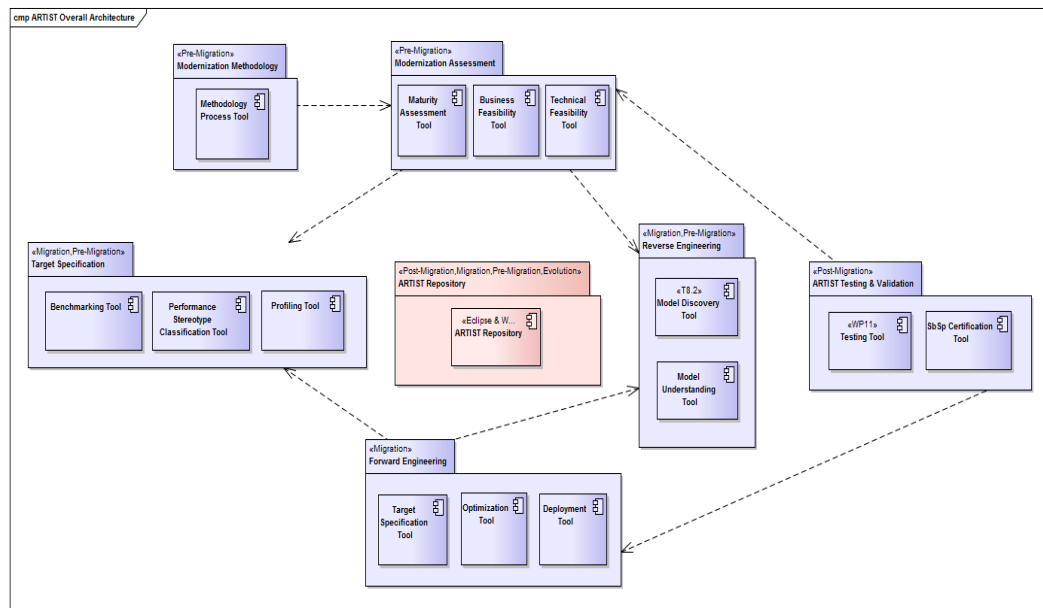 cmp ARTIST Overall Architecture
«Pre-Migration»
Modernization Methodology
Methodology
Process Tool
«Pre-Migration»
Modernization Assessment
Maturity
Assessment
Tool
Business
Feasibility
Tool
Technical
Feasibility
Tool
«Migration,Pre-Migration»
Target Specification
Benchmarking Tool
Performance
Stereotype
Classification Tool
Profiling Tool
«Post-Migration,Migration,Pre-Migration,Evolution»
ARTIST Repository
«Eclipse & W...
ARTIST Repository
«Migration,Pre-Migration»
Reverse Engineering
«T8.2»
Model Discovery
Tool
Model
Understanding
Tool
«Post-Migration»
ARTIST Testing & Validation
«WP11»
Testing Tool
SbSp Certification
Tool
«Migration»
Forward Engineering
Target
Specification
Tool
Optimization
Tool
Deployment
Tool